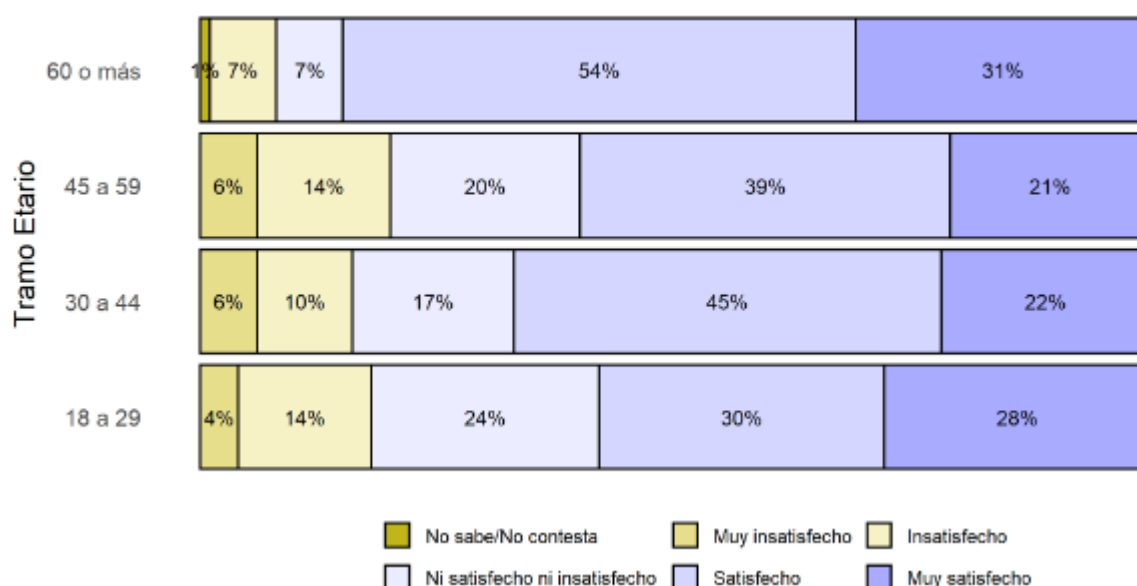 60 o más 1% 7% 7% 54% 31%
45 a 59 6% 14% 20% 39% 21%
30 a 44 6% 10% 17% 45% 22%
18 a 29 4% 14% 24% 30% 28%
Tramo Etario
No sabe/No contesta Muy insatisfecho Insatisfecho
Ni satisfecho ni insatisfecho Satisfecho Muy satisfecho